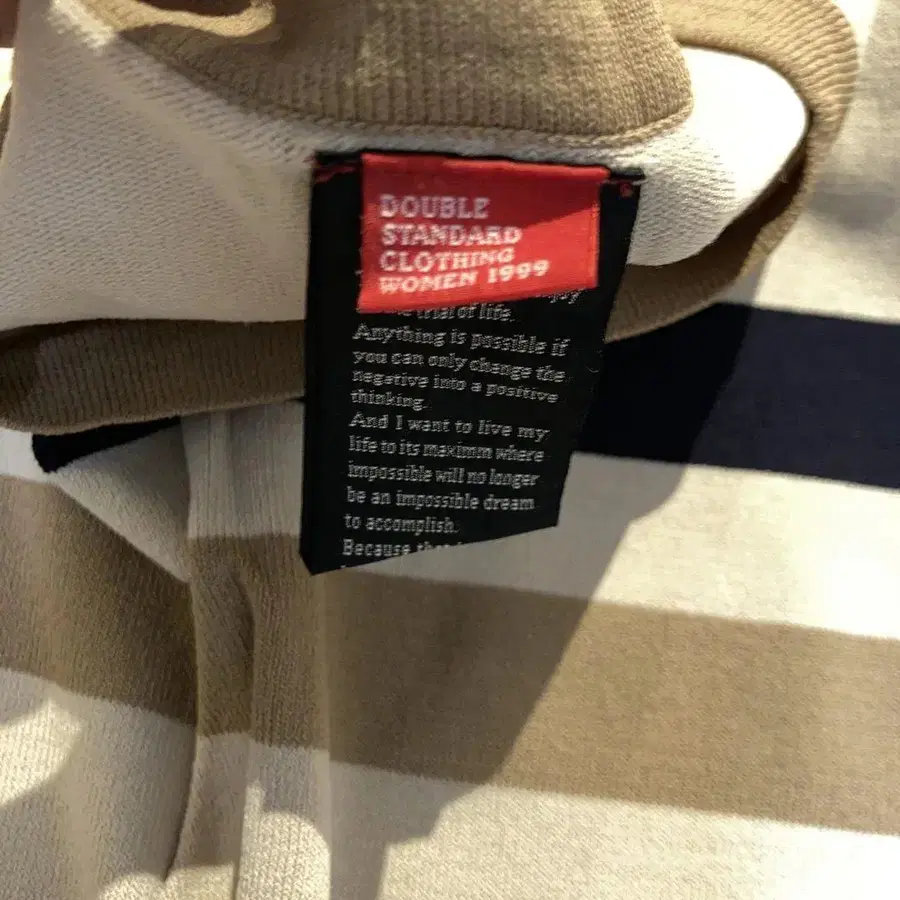 DOUBLE
STANDARD
CLOTHING
WOMEN 1999
trial of life.
Anything is possible if
you can only change the
negative into a positive
thinking.
And I want to live my
life to its maximm where
impossible will no longer
be an impossible dream
to accomplish.
Because